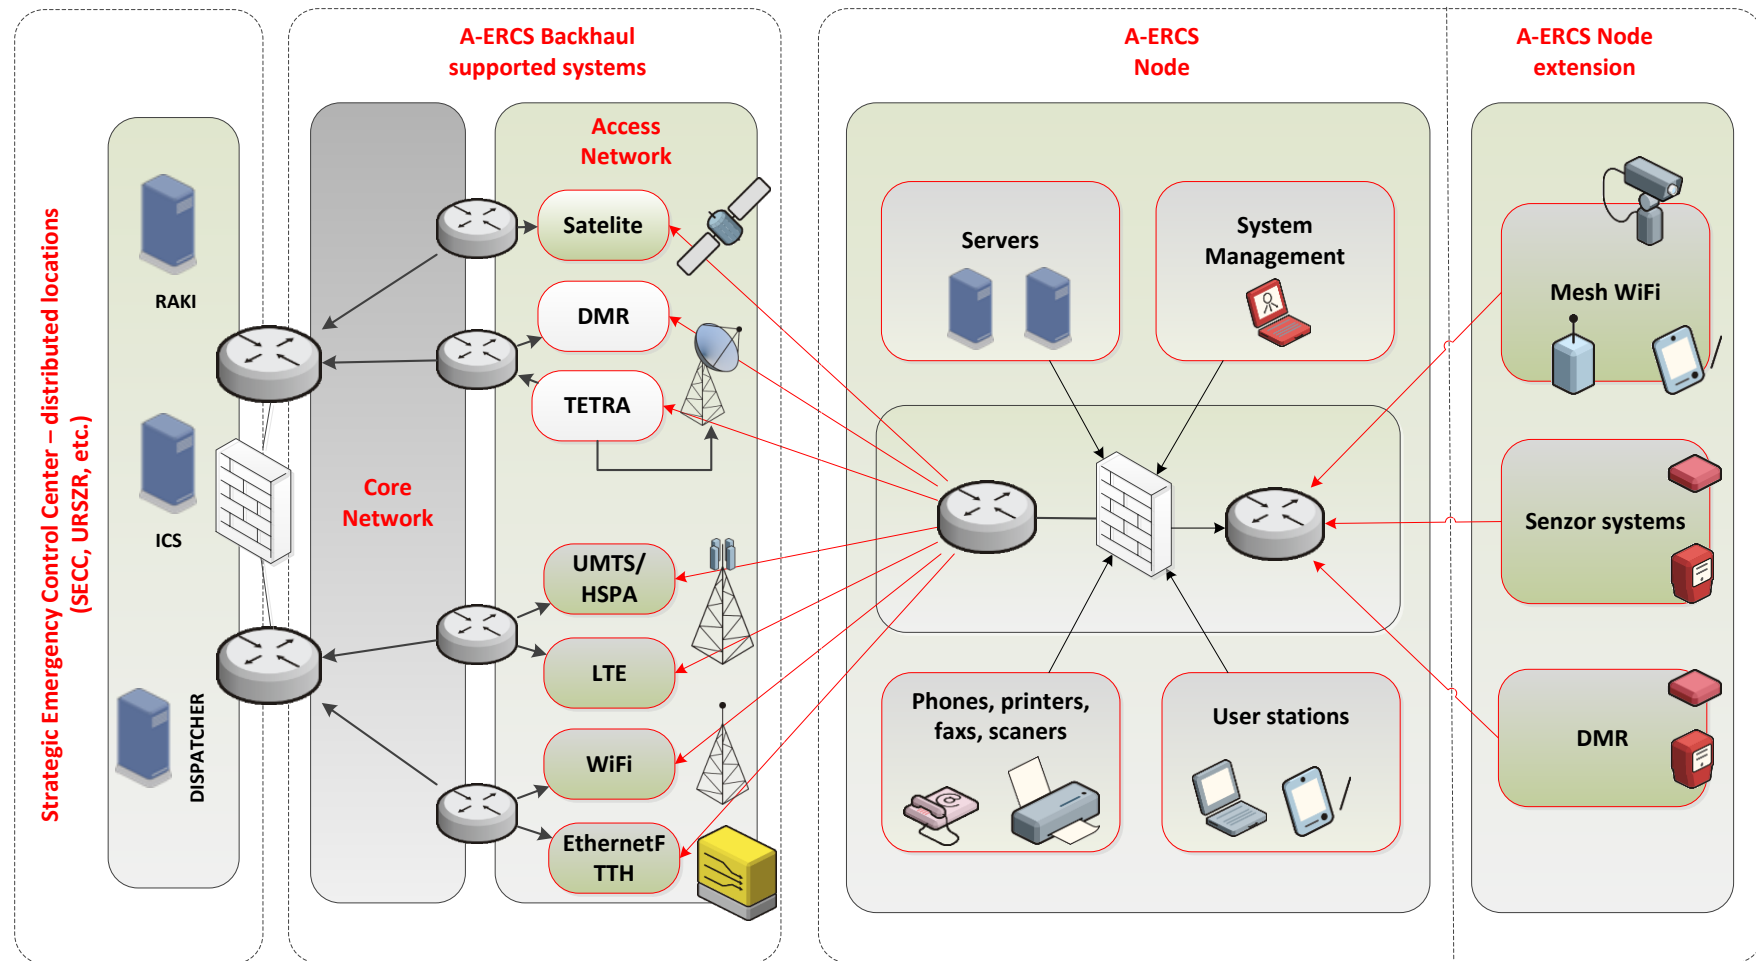 Strategic Emergency Control Center – distributed locations
(SECC, URSZR, etc.)
RAKI
ICS
DISPATCHER
A-ERCS Backhaul
supported systems
Core
Network
Access
Network
Satelite
DMR
TETRA
UMTS/
HSPA
LTE
WiFi
EthernetF
TTH
A-ERCS
Node
Servers
System
Management
Phones, printers,
faxs, scaners
User stations
A-ERCS Node
extension
Mesh WiFi
Senzor systems
DMR